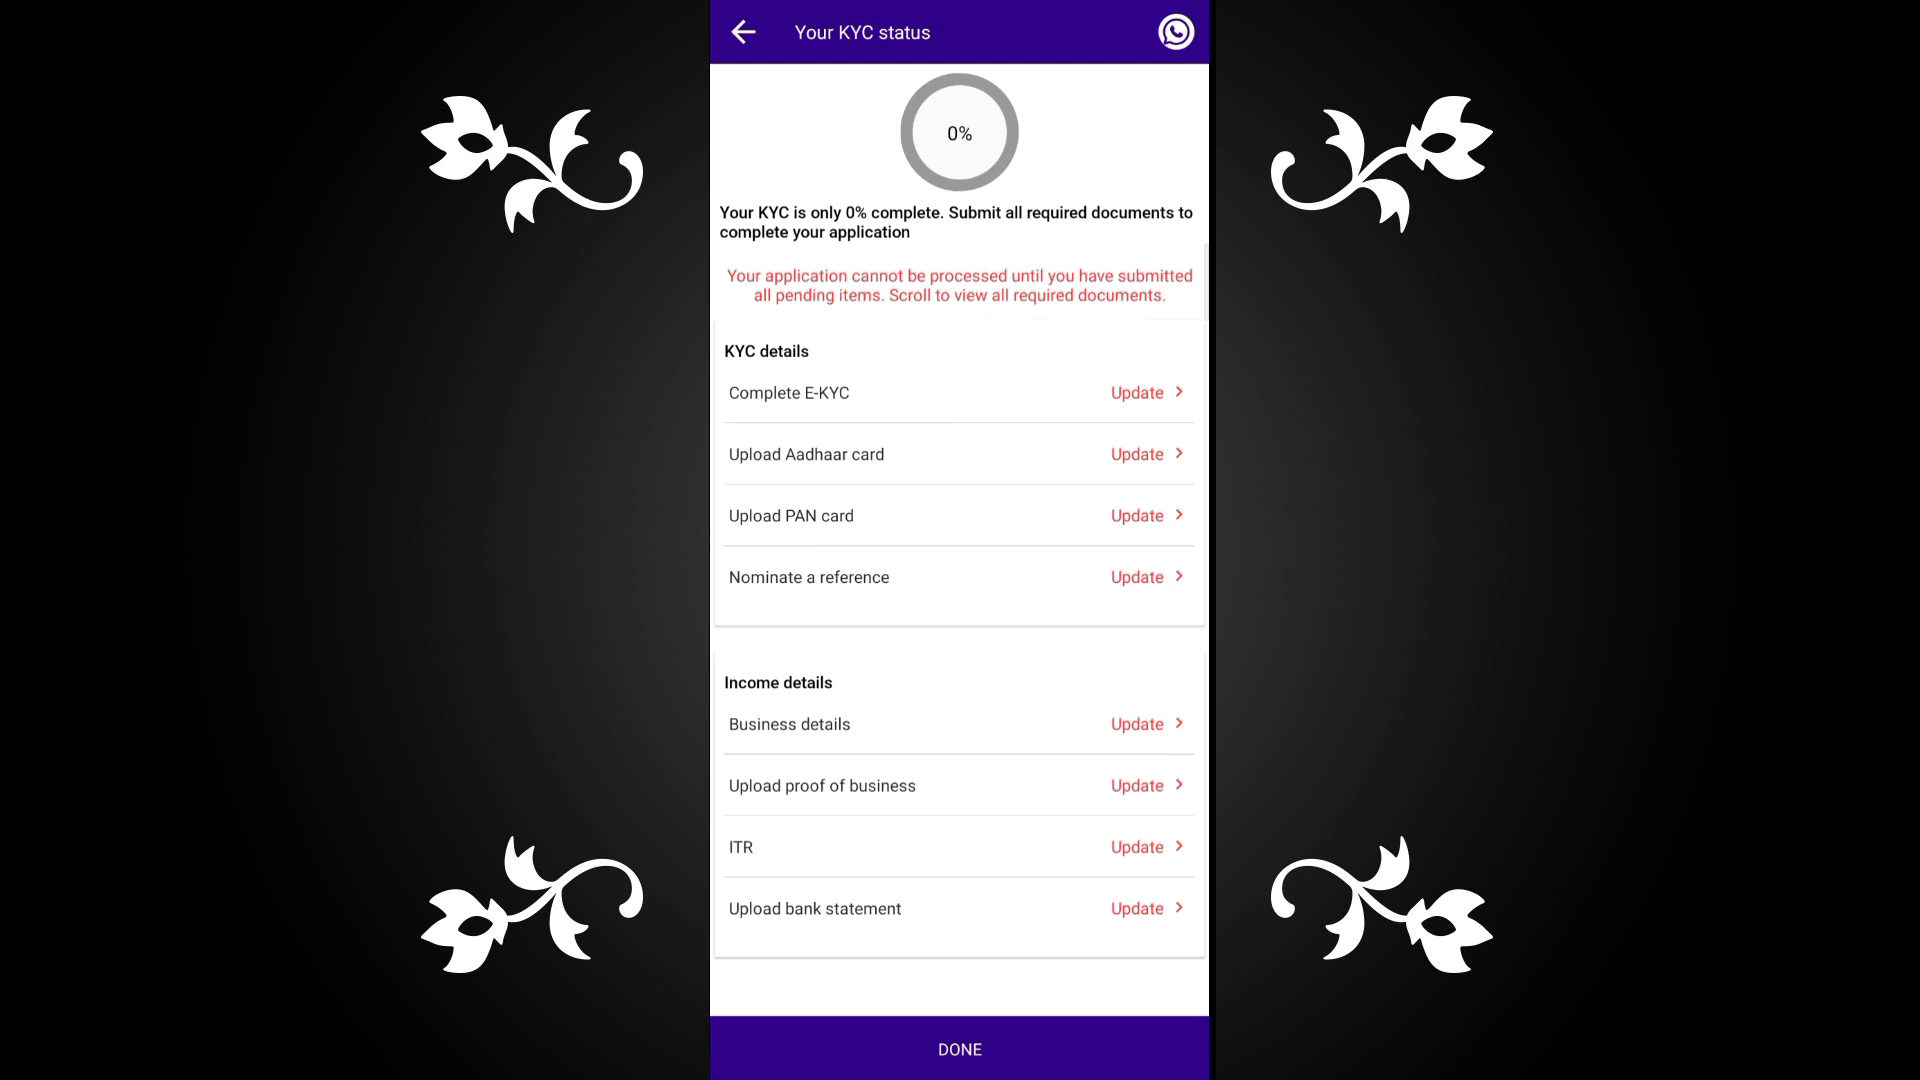 Your KYC status
0%
Your KYC is only 0% complete. Submit all required documents to
complete your application
Your application cannot be processed until you have submitted
all pending items. Scroll to view all required documents.
KYC details
Complete E-KYC Update
Upload Aadhaar card Update
Upload PAN card Update
Nominate a reference Update
Income details
Business details Update
Upload proof of business Update
ITR Update
Upload bank statement Update
DONE